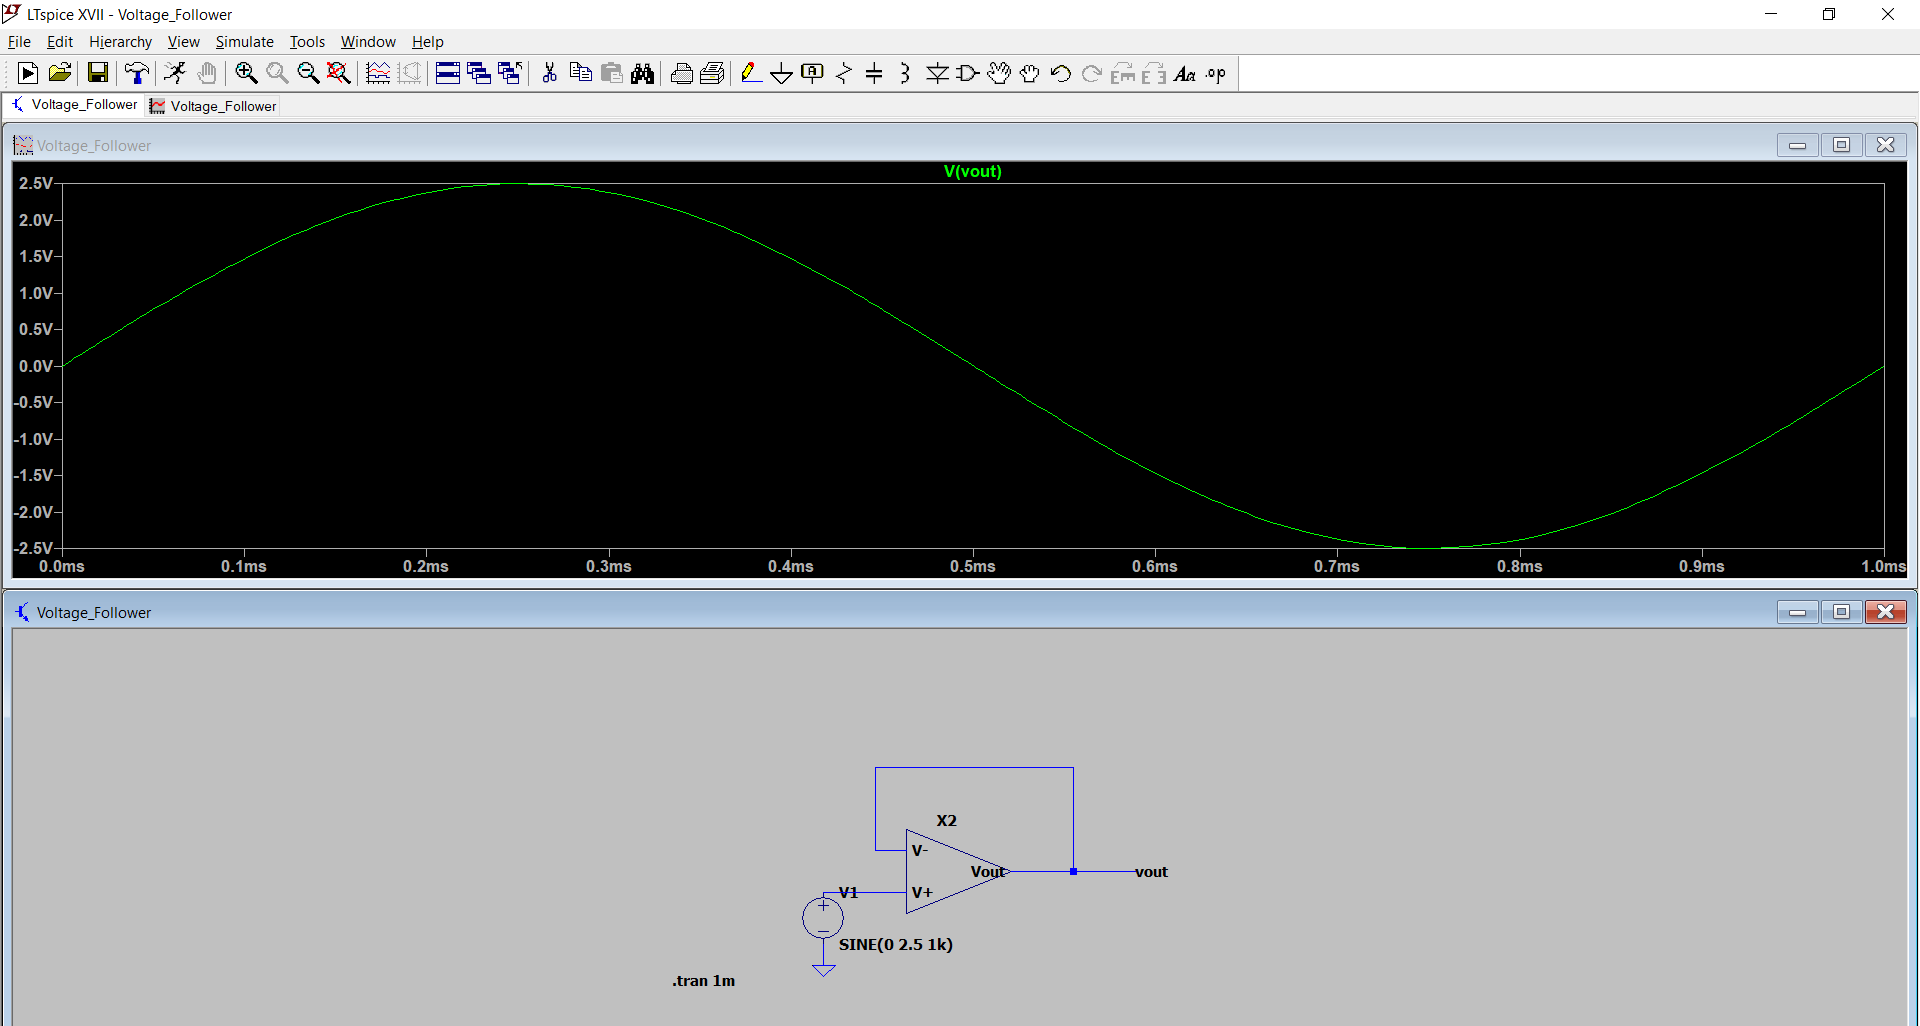 LTspice XVII - Voltage_Follower
File Edit Hierarchy View Simulate Tools Window Help
Aa .op
Voltage_Follower Voltage_Follower
Voltage_Follower
V(vout)
2.5V
2.0V
1.5V
1.0V
0.5V
0.0V
-0.5V
-1.0V
-1.5V
-2.0V
-2.5V
0.0ms 0.1ms 0.2ms 0.3ms 0.4ms 0.5ms 0.6ms 0.7ms 0.8ms 0.9ms 1.0ms
Voltage_Follower
X2
V-
Vout vout
V1 V+
SINE(0 2.5 1k)
.tran 1m